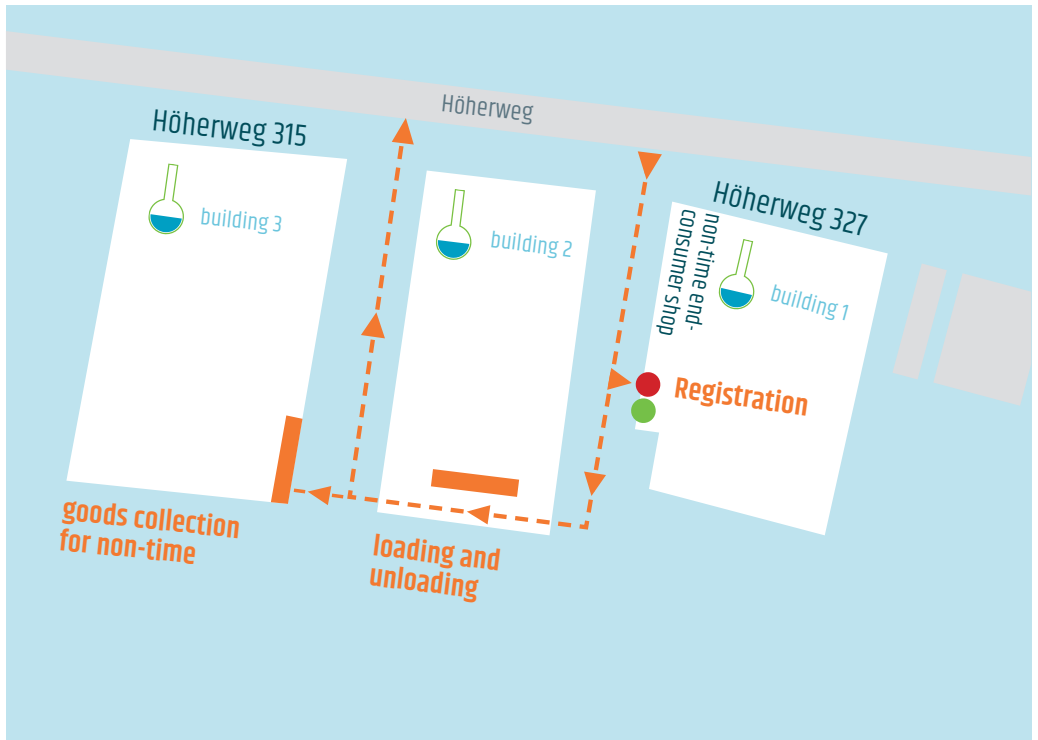 Höherweg
Höherweg 315
building 3
building 2
Höherweg 327
non-time end-
consumer shop
building 1
Registration
goods collection
for non-time
loading and
unloading